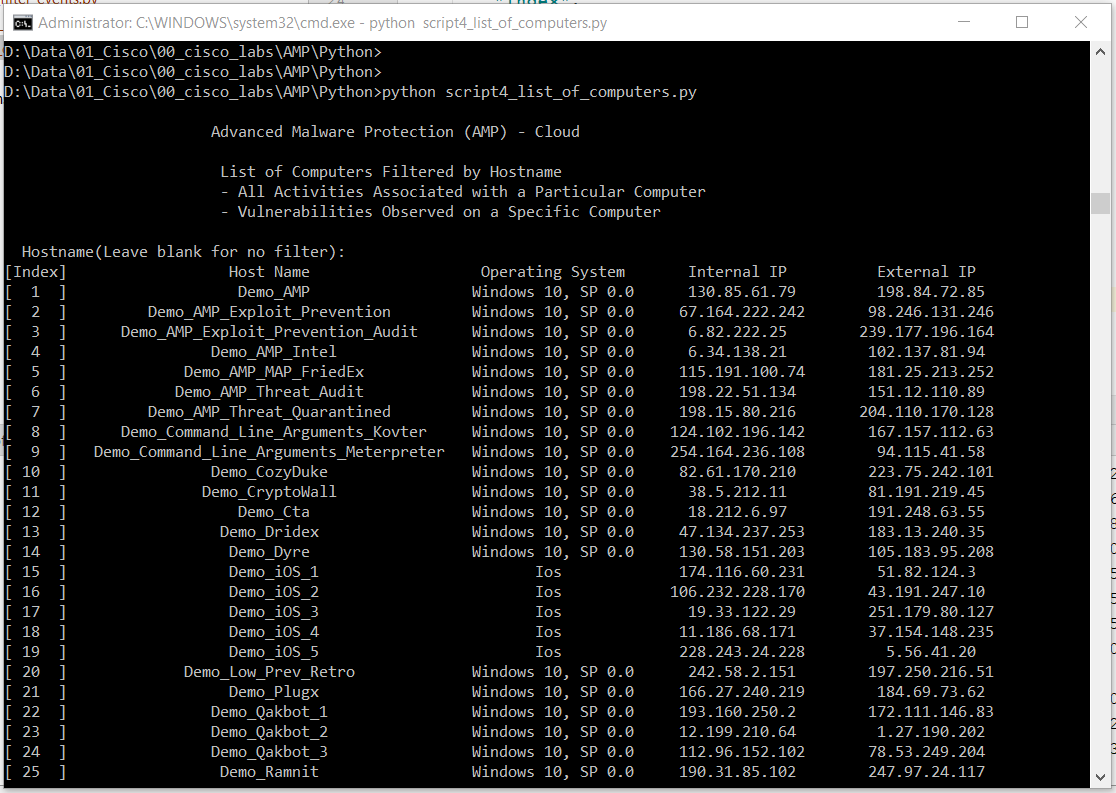 Administrator: C:\WINDOWS\system32\cmd.exe - python  script4_list_of_computers.py
D:\Data\01_Cisco\00_cisco_labs\AMP\Python>
D:\Data\01_Cisco\00_cisco_labs\AMP\Python>
D:\Data\01_Cisco\00_cisco_labs\AMP\Python>python script4_list_of_computers.py
Advanced Malware Protection (AMP) - Cloud
List of Computers Filtered by Hostname
- All Activities Associated with a Particular Computer
- Vulnerabilities Observed on a Specific Computer
Hostname(Leave blank for no filter):
[Index] Host Name Operating System Internal IP External IP
[ 1 ] Demo_AMP Windows 10, SP 0.0 130.85.61.79 198.84.72.85
[ 2 ] Demo_AMP_Exploit_Prevention Windows 10, SP 0.0 67.164.222.242 98.246.131.246
[ 3 ] Demo_AMP_Exploit_Prevention_Audit Windows 10, SP 0.0 6.82.222.25 239.177.196.164
[ 4 ] Demo_AMP_Intel Windows 10, SP 0.0 6.34.138.21 102.137.81.94
[ 5 ] Demo_AMP_MAP_FriedEx Windows 10, SP 0.0 115.191.100.74 181.25.213.252
[ 6 ] Demo_AMP_Threat_Audit Windows 10, SP 0.0 198.22.51.134 151.12.110.89
[ 7 ] Demo_AMP_Threat_Quarantined Windows 10, SP 0.0 198.15.80.216 204.110.170.128
[ 8 ] Demo_Command_Line_Arguments_Kovter Windows 10, SP 0.0 124.102.196.142 167.157.112.63
[ 9 ] Demo_Command_Line_Arguments_Meterpreter Windows 10, SP 0.0 254.164.236.108 94.115.41.58
[ 10 ] Demo_CozyDuke Windows 10, SP 0.0 82.61.170.210 223.75.242.101
[ 11 ] Demo_CryptoWall Windows 10, SP 0.0 38.5.212.11 81.191.219.45
[ 12 ] Demo_Cta Windows 10, SP 0.0 18.212.6.97 191.248.63.55
[ 13 ] Demo_Dridex Windows 10, SP 0.0 47.134.237.253 183.13.240.35
[ 14 ] Demo_Dyre Windows 10, SP 0.0 130.58.151.203 105.183.95.208
[ 15 ] Demo_iOS_1 Ios 174.116.60.231 51.82.124.3
[ 16 ] Demo_iOS_2 Ios 106.232.228.170 43.191.247.10
[ 17 ] Demo_iOS_3 Ios 19.33.122.29 251.179.80.127
[ 18 ] Demo_iOS_4 Ios 11.186.68.171 37.154.148.235
[ 19 ] Demo_iOS_5 Ios 228.243.24.228 5.56.41.20
[ 20 ] Demo_Low_Prev_Retro Windows 10, SP 0.0 242.58.2.151 197.250.216.51
[ 21 ] Demo_Plugx Windows 10, SP 0.0 166.27.240.219 184.69.73.62
[ 22 ] Demo_Qakbot_1 Windows 10, SP 0.0 193.160.250.2 172.111.146.83
[ 23 ] Demo_Qakbot_2 Windows 10, SP 0.0 12.199.210.64 1.27.190.202
[ 24 ] Demo_Qakbot_3 Windows 10, SP 0.0 112.96.152.102 78.53.249.204
[ 25 ] Demo_Ramnit Windows 10, SP 0.0 190.31.85.102 247.97.24.117